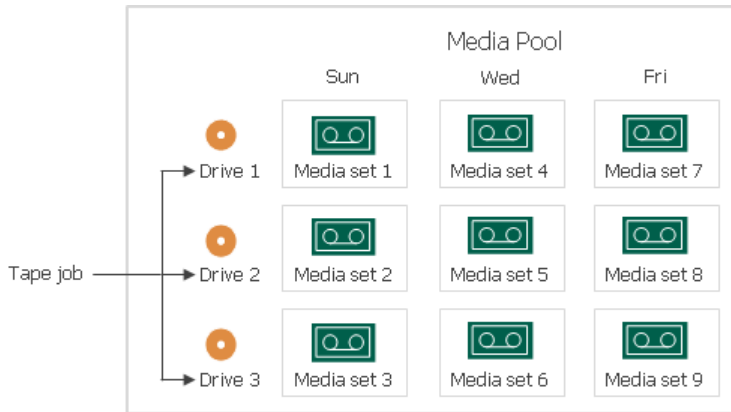 Media Pool
Sun Wed Fri
Drive 1 Media set 1 Media set 4 Media set 7
Tape job Drive 2 Media set 2 Media set 5 Media set 8
Drive 3 Media set 3 Media set 6 Media set 9